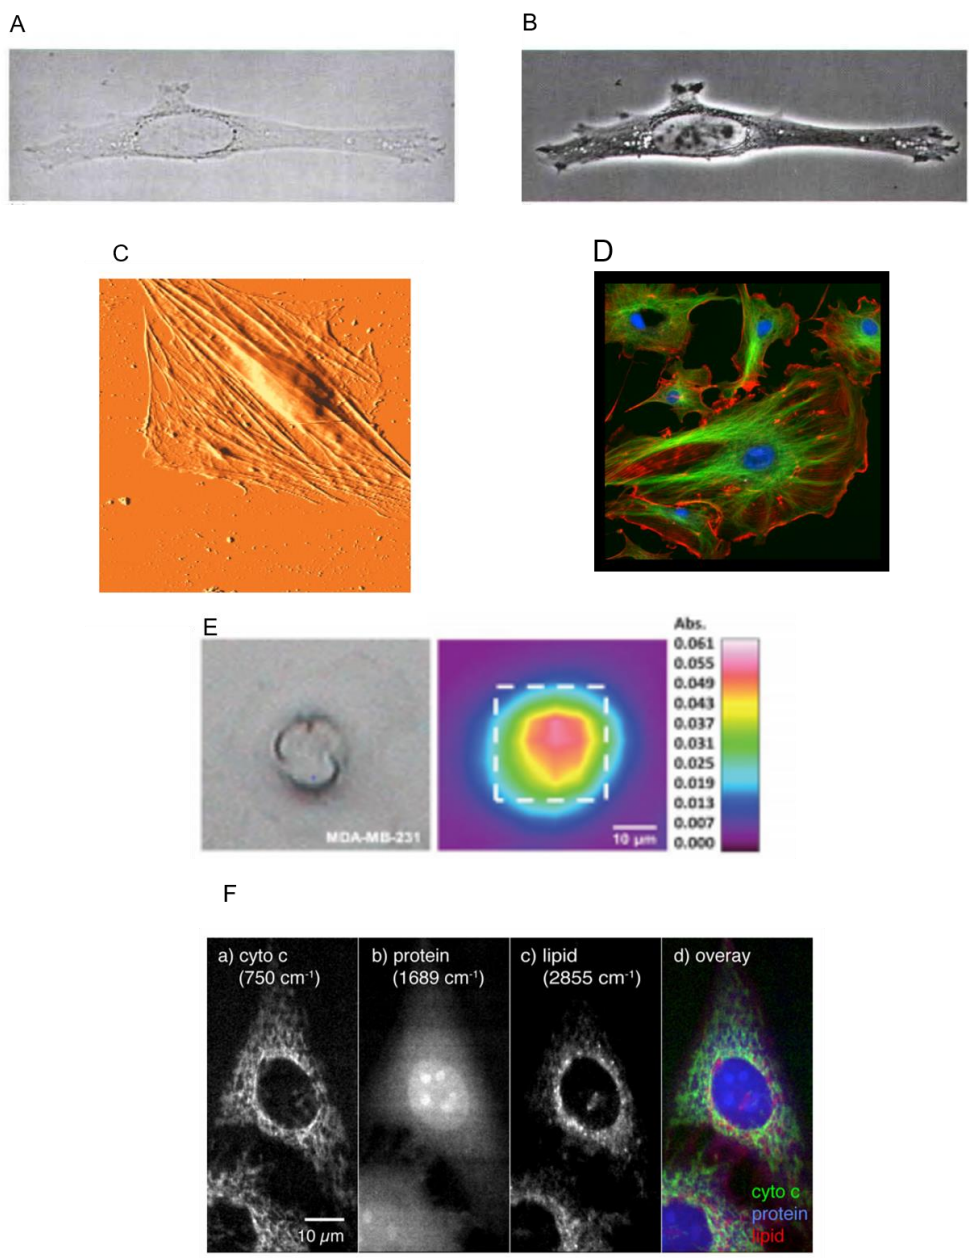 A
B
C
D
E
Abs.
0.061
0.055
0.049
0.043
0.037
0.031
0.025
0.019
0.013
0.007
0.000
MDA-MB-231
10 µm
F
a) cyto c
(750 cm⁻¹)
b) protein
(1689 cm⁻¹)
c) lipid
(2855 cm⁻¹)
d) overay
10 µm
cyto c
protein
lipid